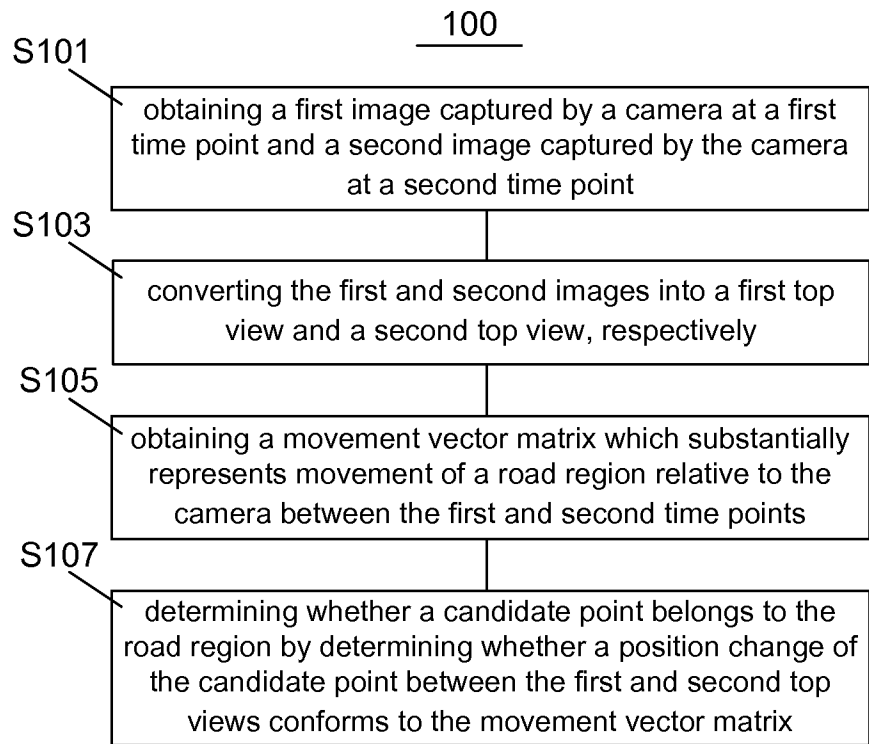 100
S101
obtaining a first image captured by a camera at a first
time point and a second image captured by the camera
at a second time point
S103
converting the first and second images into a first top
view and a second top view, respectively
S105
obtaining a movement vector matrix which substantially
represents movement of a road region relative to the
camera between the first and second time points
S107
determining whether a candidate point belongs to the
road region by determining whether a position change of
the candidate point between the first and second top
views conforms to the movement vector matrix